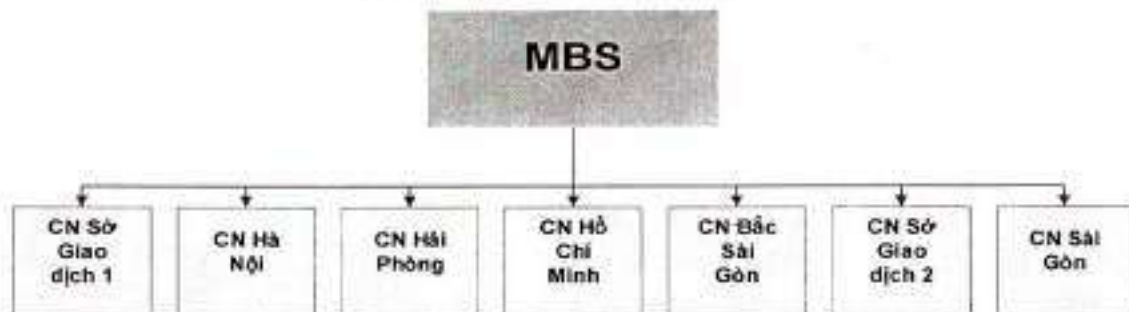 MBS
CN Sở
Giao
dịch 1
CN Hà
Nội
CN Hải
Phòng
CN Hồ
Chí
Minh
CN Bắc
Sài
Gòn
CN Sở
Giao
dịch 2
CN Sài
Gòn